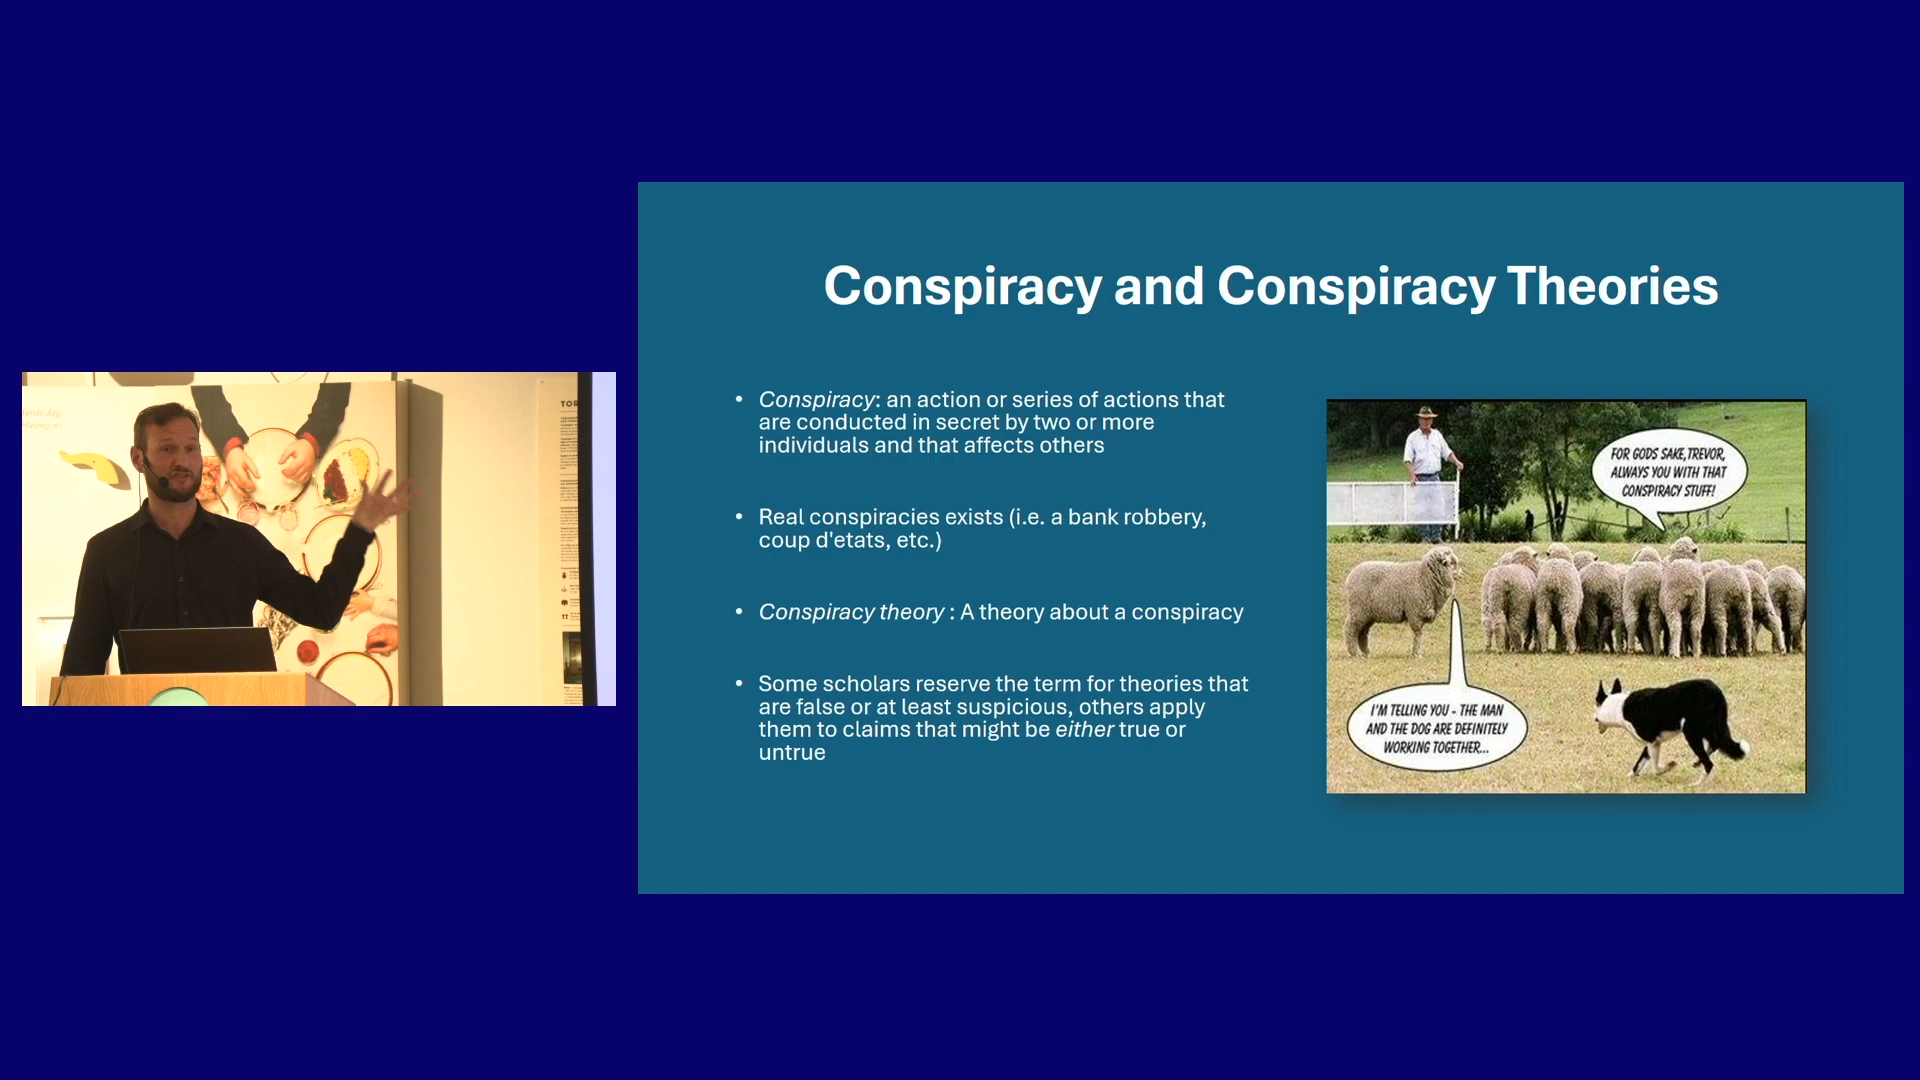 Conspiracy and Conspiracy Theories
• Conspiracy: an action or series of actions that
are conducted in secret by two or more
individuals and that affects others
• Real conspiracies exists (i.e. a bank robbery,
coup d'etats, etc.)
• Conspiracy theory : A theory about a conspiracy
• Some scholars reserve the term for theories that
are false or at least suspicious, others apply
them to claims that might be either true or
untrue
FOR GODS SAKE,TREVOR,
ALWAYS YOU WITH THAT
CONSPIRACY STUFF!
I'M TELLING YOU - THE MAN
AND THE DOG ARE DEFINITELY
WORKING TOGETHER...